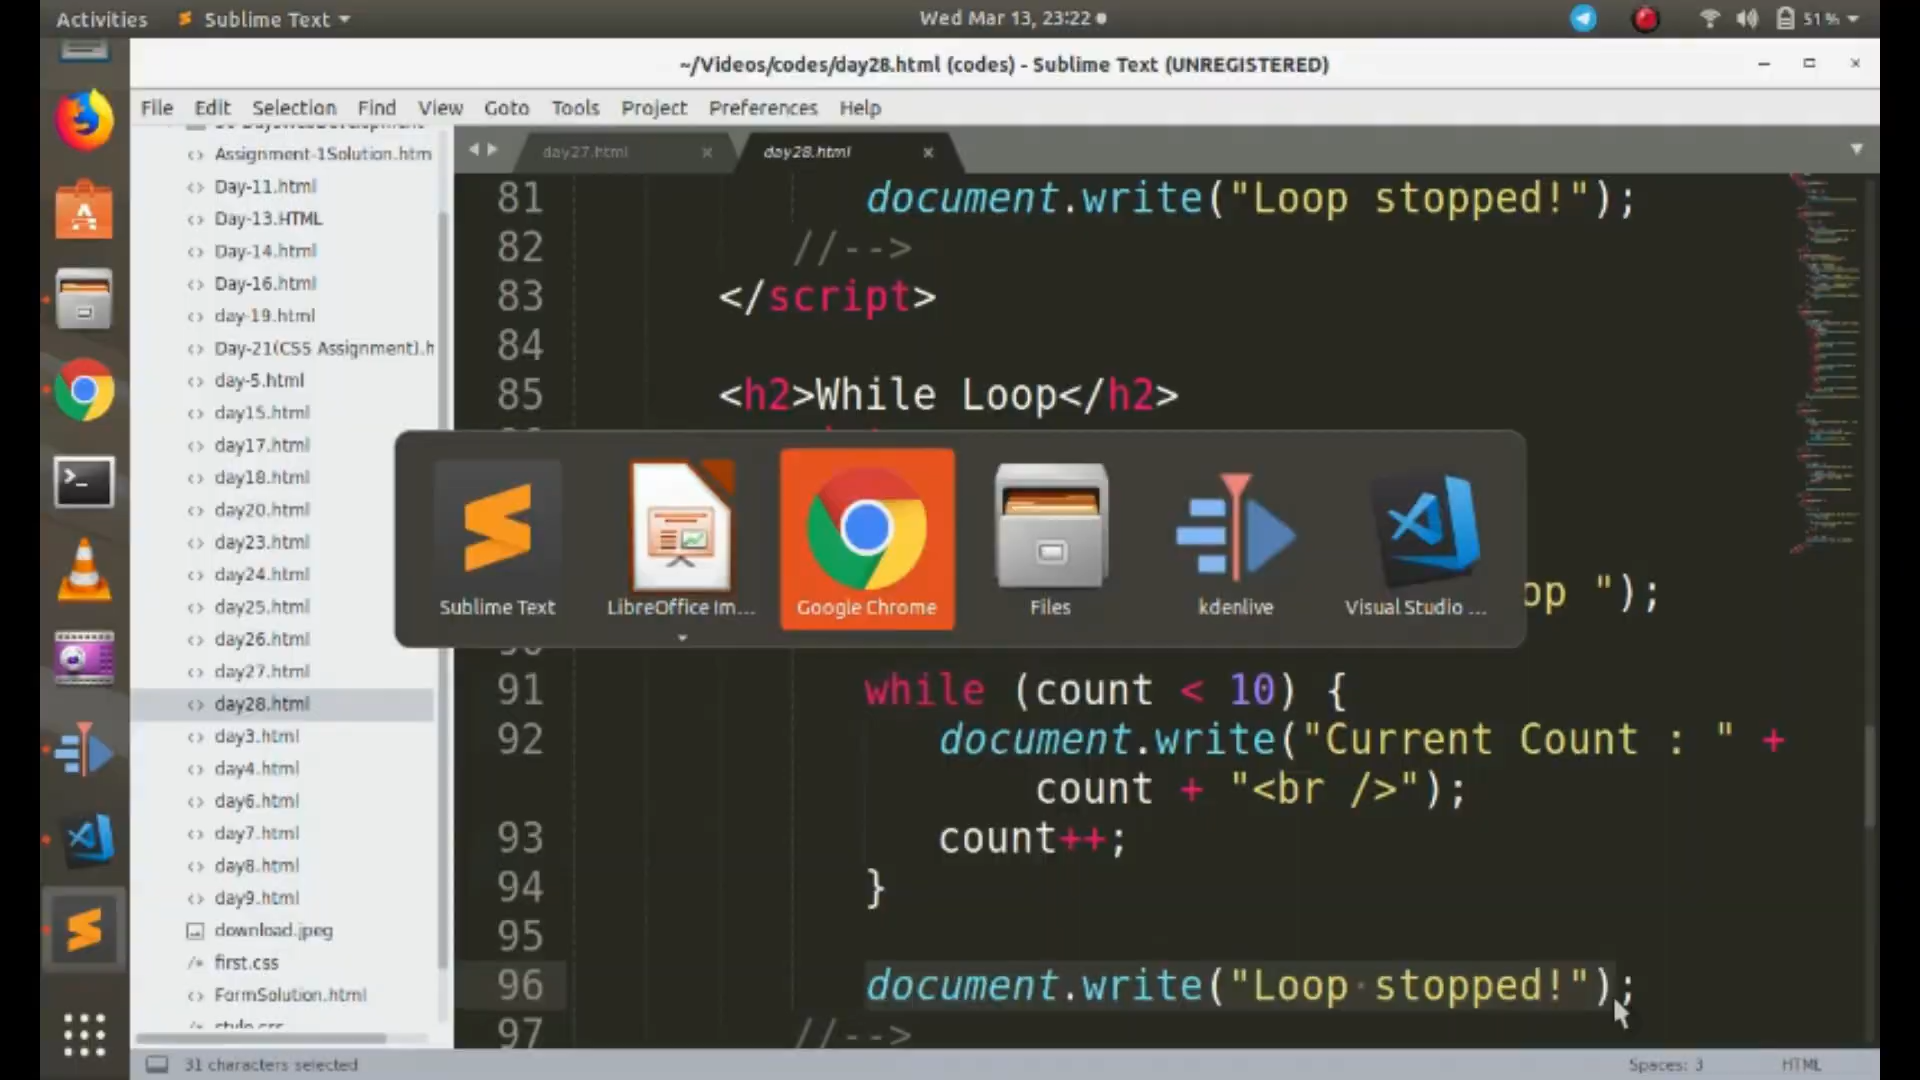 Activities
Sublime Text
Wed Mar 13, 23:22
51 %
~/Videos/codes/day28.html (codes) - Sublime Text (UNREGISTERED)
File Edit Selection Find View Goto Tools Project Preferences Help
Assignment-1Solution.htm
Day-11.html
Day-13.HTML
Day-14.html
Day-16.html
day-19.html
Day-21(CSS Assignment).h
day-5.html
day15.html
day17.html
day18.html
day20.html
day23.html
day24.html
day25.html
day26.html
day27.html
day28.html
day3.html
day4.html
day6.html
day7.html
day8.html
day9.html
download.jpeg
first.css
FormSolution.html
style.css
day27.html
day28.html
81 document.write("Loop stopped!");
82 //-->
83 </script>
84
85 <h2>While Loop</h2>
op ");
91 while (count < 10) {
92 document.write("Current Count : " +
count + "<br />");
93 count++;
94 }
95
96 document.write("Loop stopped!");
97 //-->
Sublime Text
LibreOffice Im...
Google Chrome
Files
kdenlive
Visual Studio ...
31 characters selected
Spaces: 3
HTML